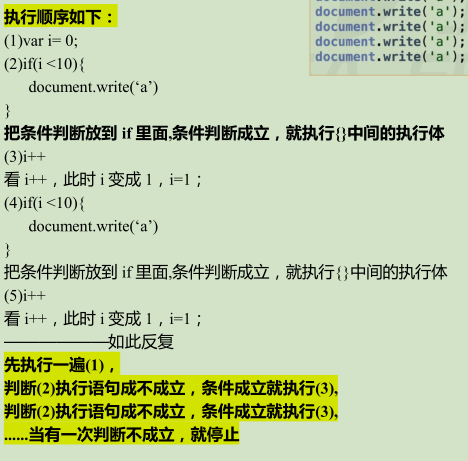 document.write('a');
document.write('a');
document.write('a');
document.write('a');
执行顺序如下：
(1)var i= 0;
(2)if(i <10){
document.write(‘a’)
}
把条件判断放到 if 里面,条件判断成立，就执行{}中间的执行体
(3)i++
看 i++，此时 i 变成 1，i=1；
(4)if(i <10){
document.write(‘a’)
}
把条件判断放到 if 里面,条件判断成立，就执行{}中间的执行体
(5)i++
看 i++，此时 i 变成 1，i=1；
——————如此反复
先执行一遍(1)，
判断(2)执行语句成不成立，条件成立就执行(3),
判断(2)执行语句成不成立，条件成立就执行(3),
......当有一次判断不成立，就停止